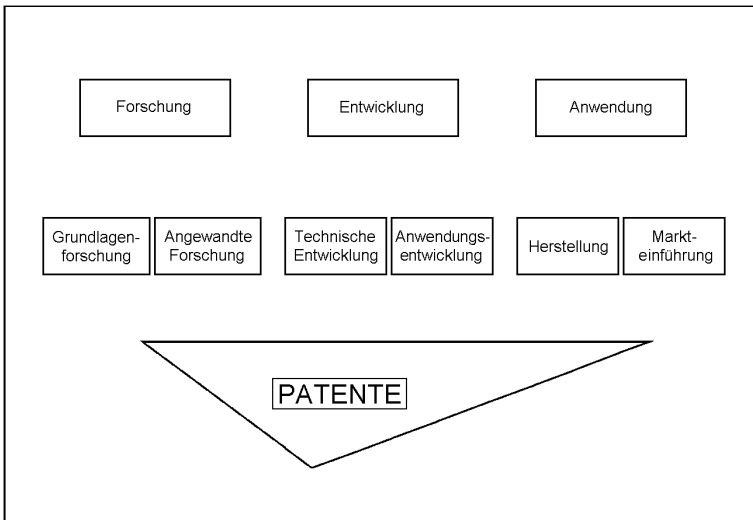 Forschung
Entwicklung
Anwendung
Grundlagen-
forschung
Angewandte
Forschung
Technische
Entwicklung
Anwendungs-
entwicklung
Herstellung
Markt-
einführung
PATENTE